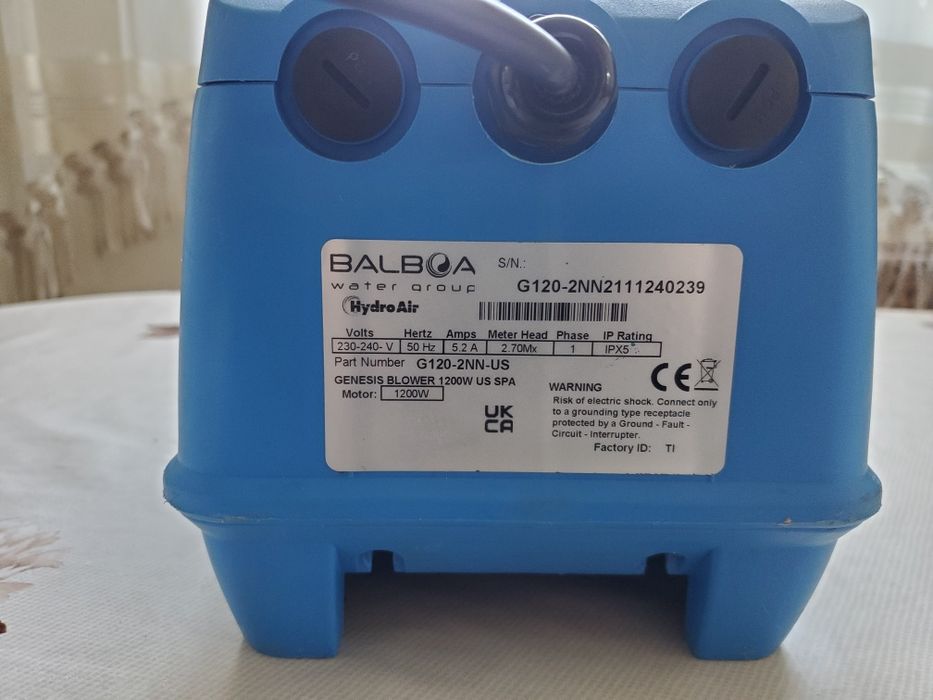 BALBOA
water group
HydroAir
S/N.:
G120-2NN2111240239
Volts Hertz Amps Meter Head Phase IP Rating
230-240- V 50 Hz 5.2 A 2.70Mx 1 IPX5
Part Number G120-2NN-US
GENESIS BLOWER 1200W US SPA
Motor: 1200W
UK
CA
CE
WARNING
Risk of electric shock. Connect only
to a grounding type receptacle
protected by a Ground - Fault -
Circuit - Interrupter.
Factory ID: TI